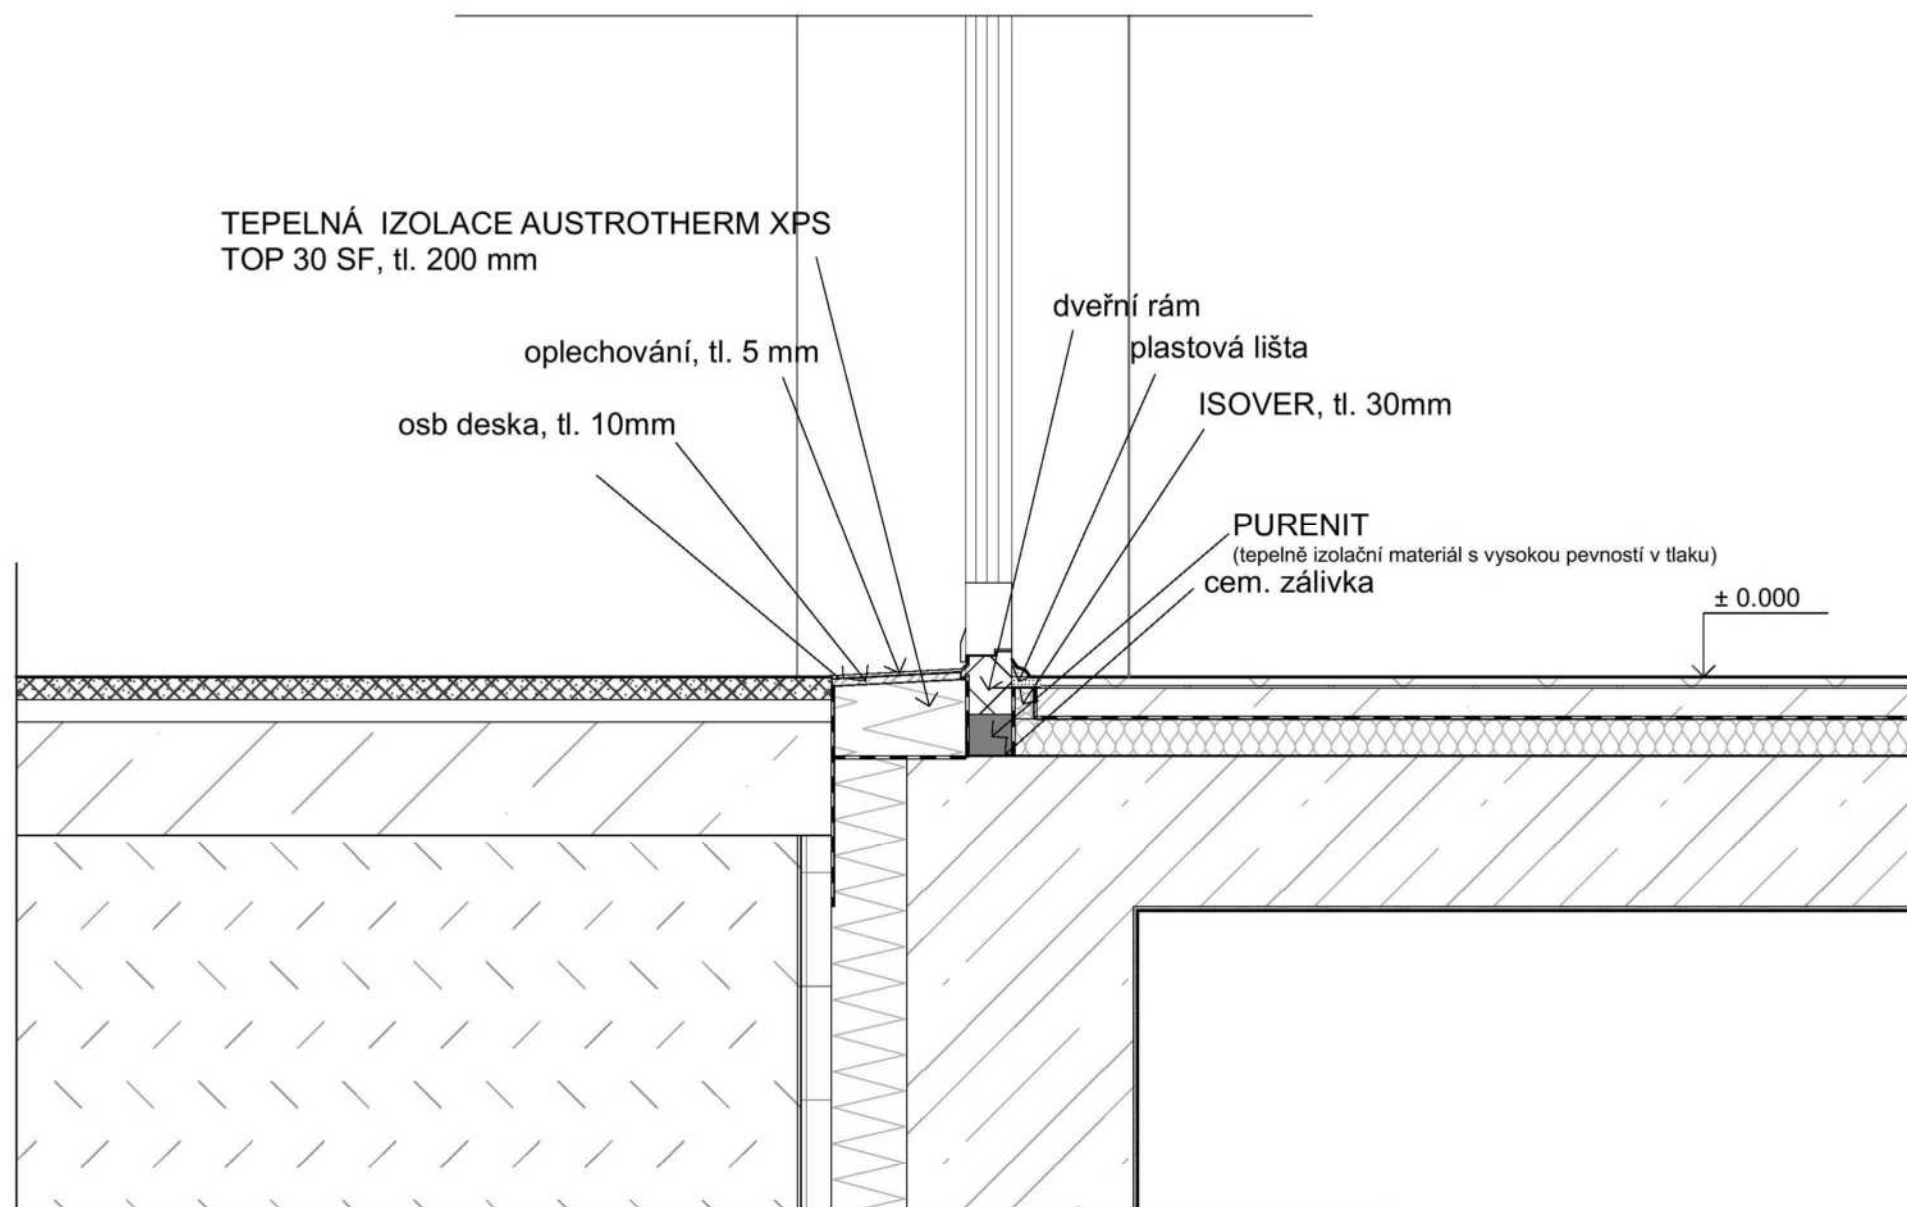 TEPELNÁ IZOLACE AUSTROTHERM XPS
TOP 30 SF, tl. 200 mm
dveřní rám
oplechování, tl. 5 mm
plastová lišta
osb deska, tl. 10mm
ISOVER, tl. 30mm
PURENIT
(tepelně izolační materiál s vysokou pevností v tlaku)
cem. zálivka
± 0.000